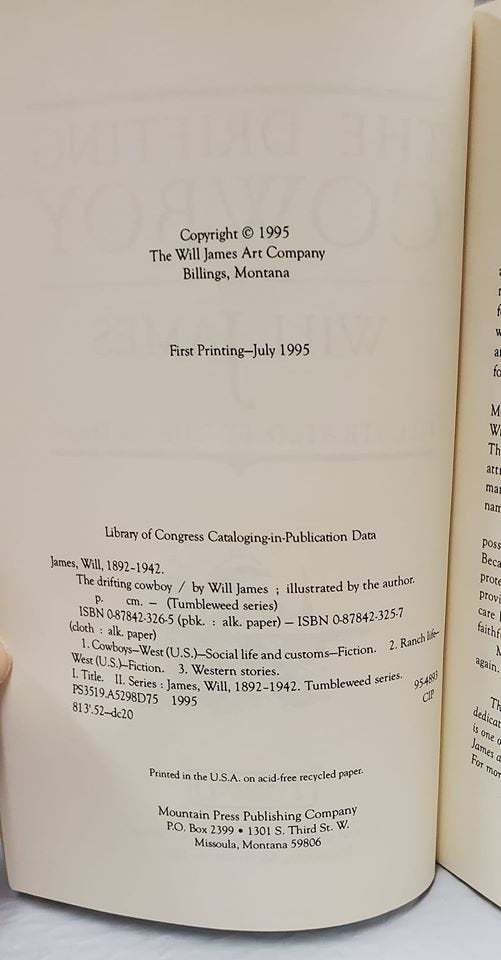 Copyright © 1995
The Will James Art Company
Billings, Montana
First Printing—July 1995
Library of Congress Cataloging-in-Publication Data
James, Will, 1892-1942.
The drifting cowboy / by Will James ; illustrated by the author.
p. cm. — (Tumbleweed series)
ISBN 0-87842-326-5 (pbk. : alk. paper) — ISBN 0-87842-325-7
(cloth : alk. paper)
1. Cowboys—West (U.S.)—Social life and customs—Fiction. 2. Ranch life—
West (U.S.)—Fiction. 3. Western stories.
I. Title. II. Series : James, Will, 1892-1942. Tumbleweed series.
PS3519.A5298D75 1995
813'.52—dc20
95-4893
CIP
Printed in the U.S.A. on acid-free recycled paper.
Mountain Press Publishing Company
P.O. Box 2399 • 1301 S. Third St. W.
Missoula, Montana 59806